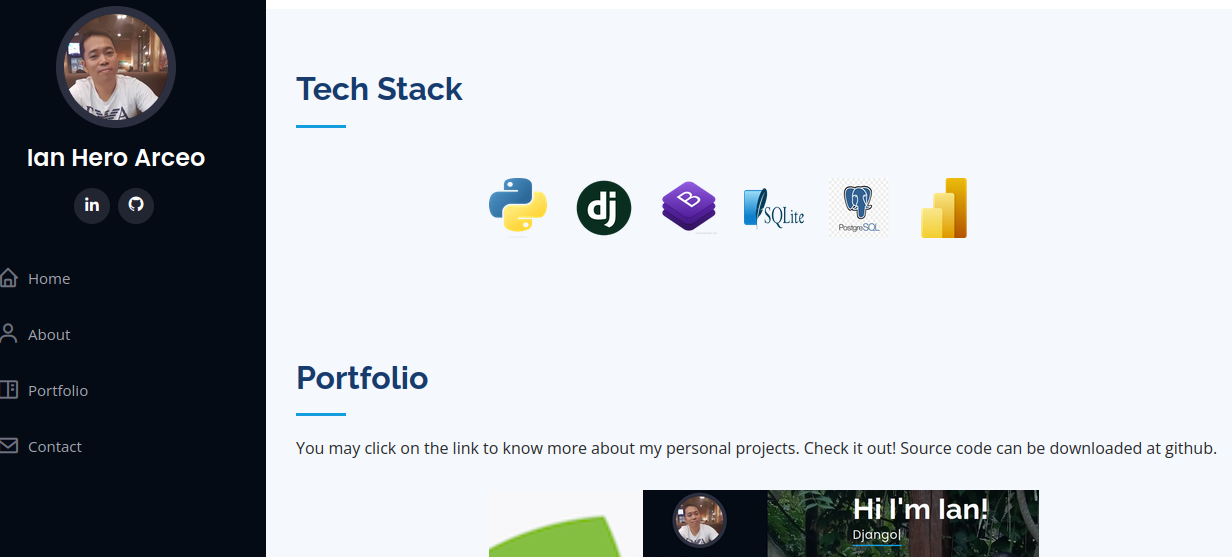 Ian Hero Arceo
in
Home
About
Portfolio
Contact
Tech Stack
dj
B
SQLite
PostgreSQL
Portfolio
You may click on the link to know more about my personal projects. Check it out! Source code can be downloaded at github.
Hi I'm Ian!
Django|